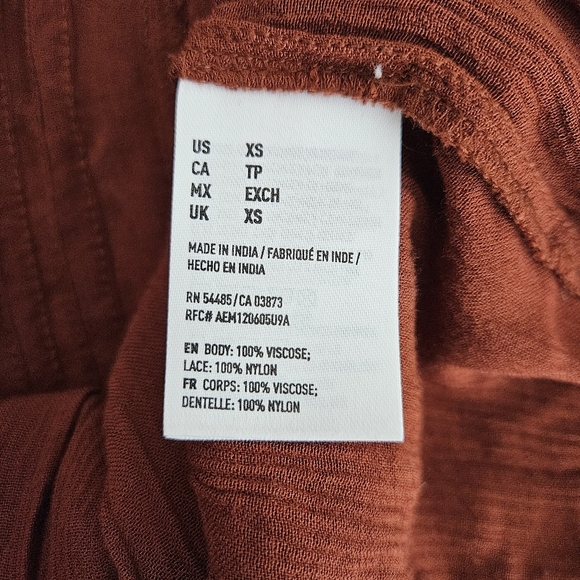 US XS
CA TP
MX EXCH
UK XS
MADE IN INDIA / FABRIQUÉ EN INDE /
HECHO EN INDIA
RN 54485/CA 03873
RFC# AEM120605U9A
EN BODY: 100% VISCOSE;
LACE: 100% NYLON
FR CORPS: 100% VISCOSE;
DENTELLE: 100% NYLON